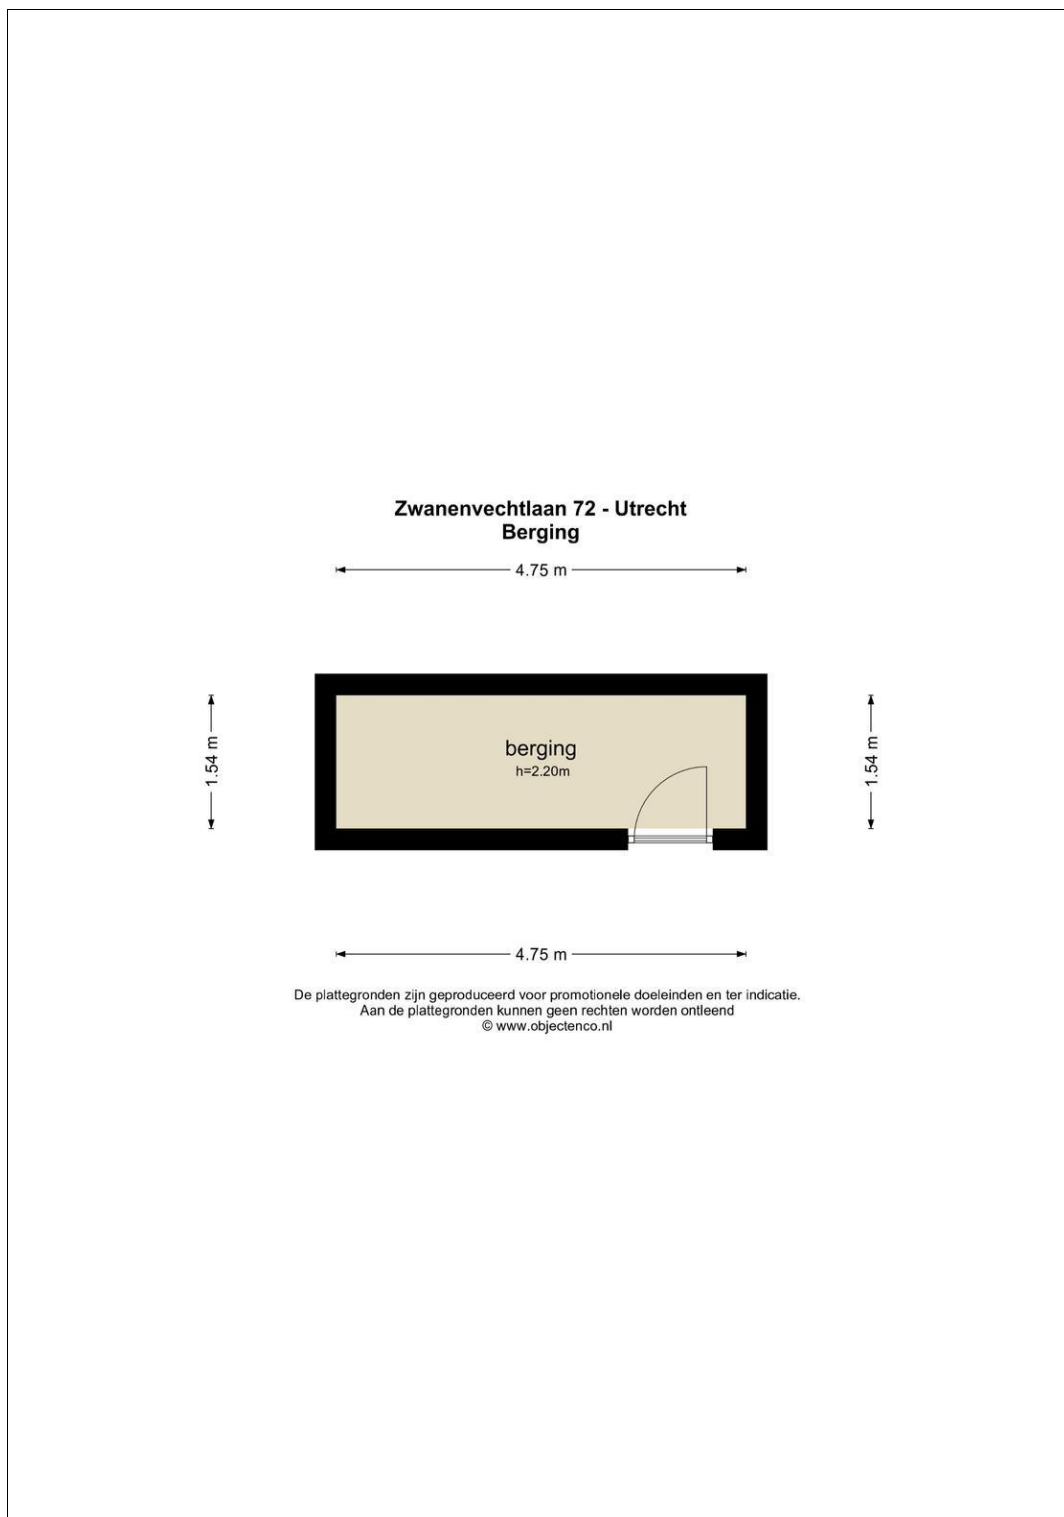 Zwanenvechtlaan 72 - Utrecht
Berging
4.75 m
berging
h=2.20m
1.54 m
1.54 m
4.75 m
De plattegronden zijn geproduceerd voor promotionele doeleinden en ter indicatie.
Aan de plattegronden kunnen geen rechten worden ontleend
© www.objectenco.nl